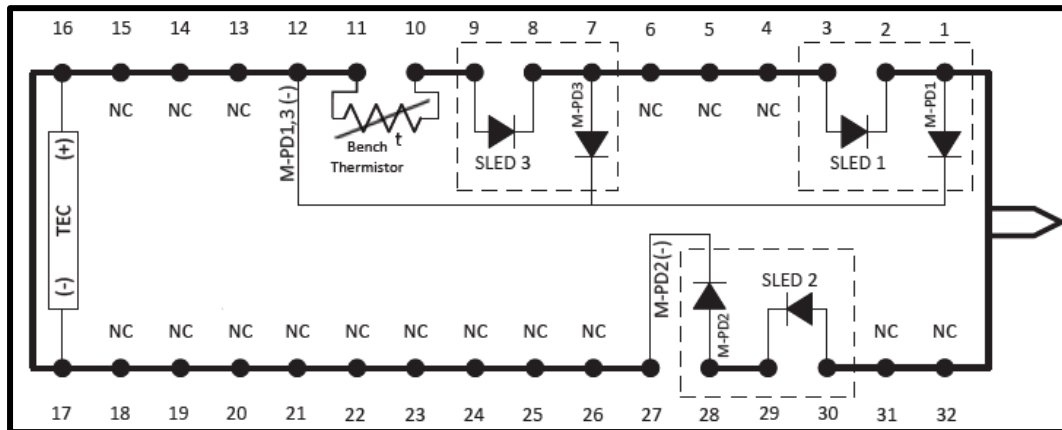 16 15 14 13 12 11 10 9 8 7 6 5 4 3 2 1
NC NC NC NC NC NC
M-PD1,3 (-)
M-PD3
M-PD1
t
Bench
Thermistor
SLED 3
SLED 1
(+)
TEC
(-)
M-PD2 (-)
SLED 2
M-PD2
NC NC NC NC NC NC NC NC NC NC NC
17 18 19 20 21 22 23 24 25 26 27 28 29 30 31 32